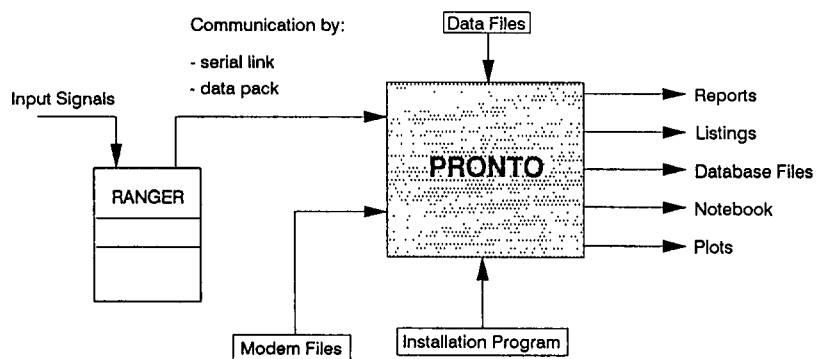 Communication by:
- serial link
- data pack
Data Files
Input Signals
RANGER
PRONTO
Reports
Listings
Database Files
Notebook
Plots
Modem Files
Installation Program